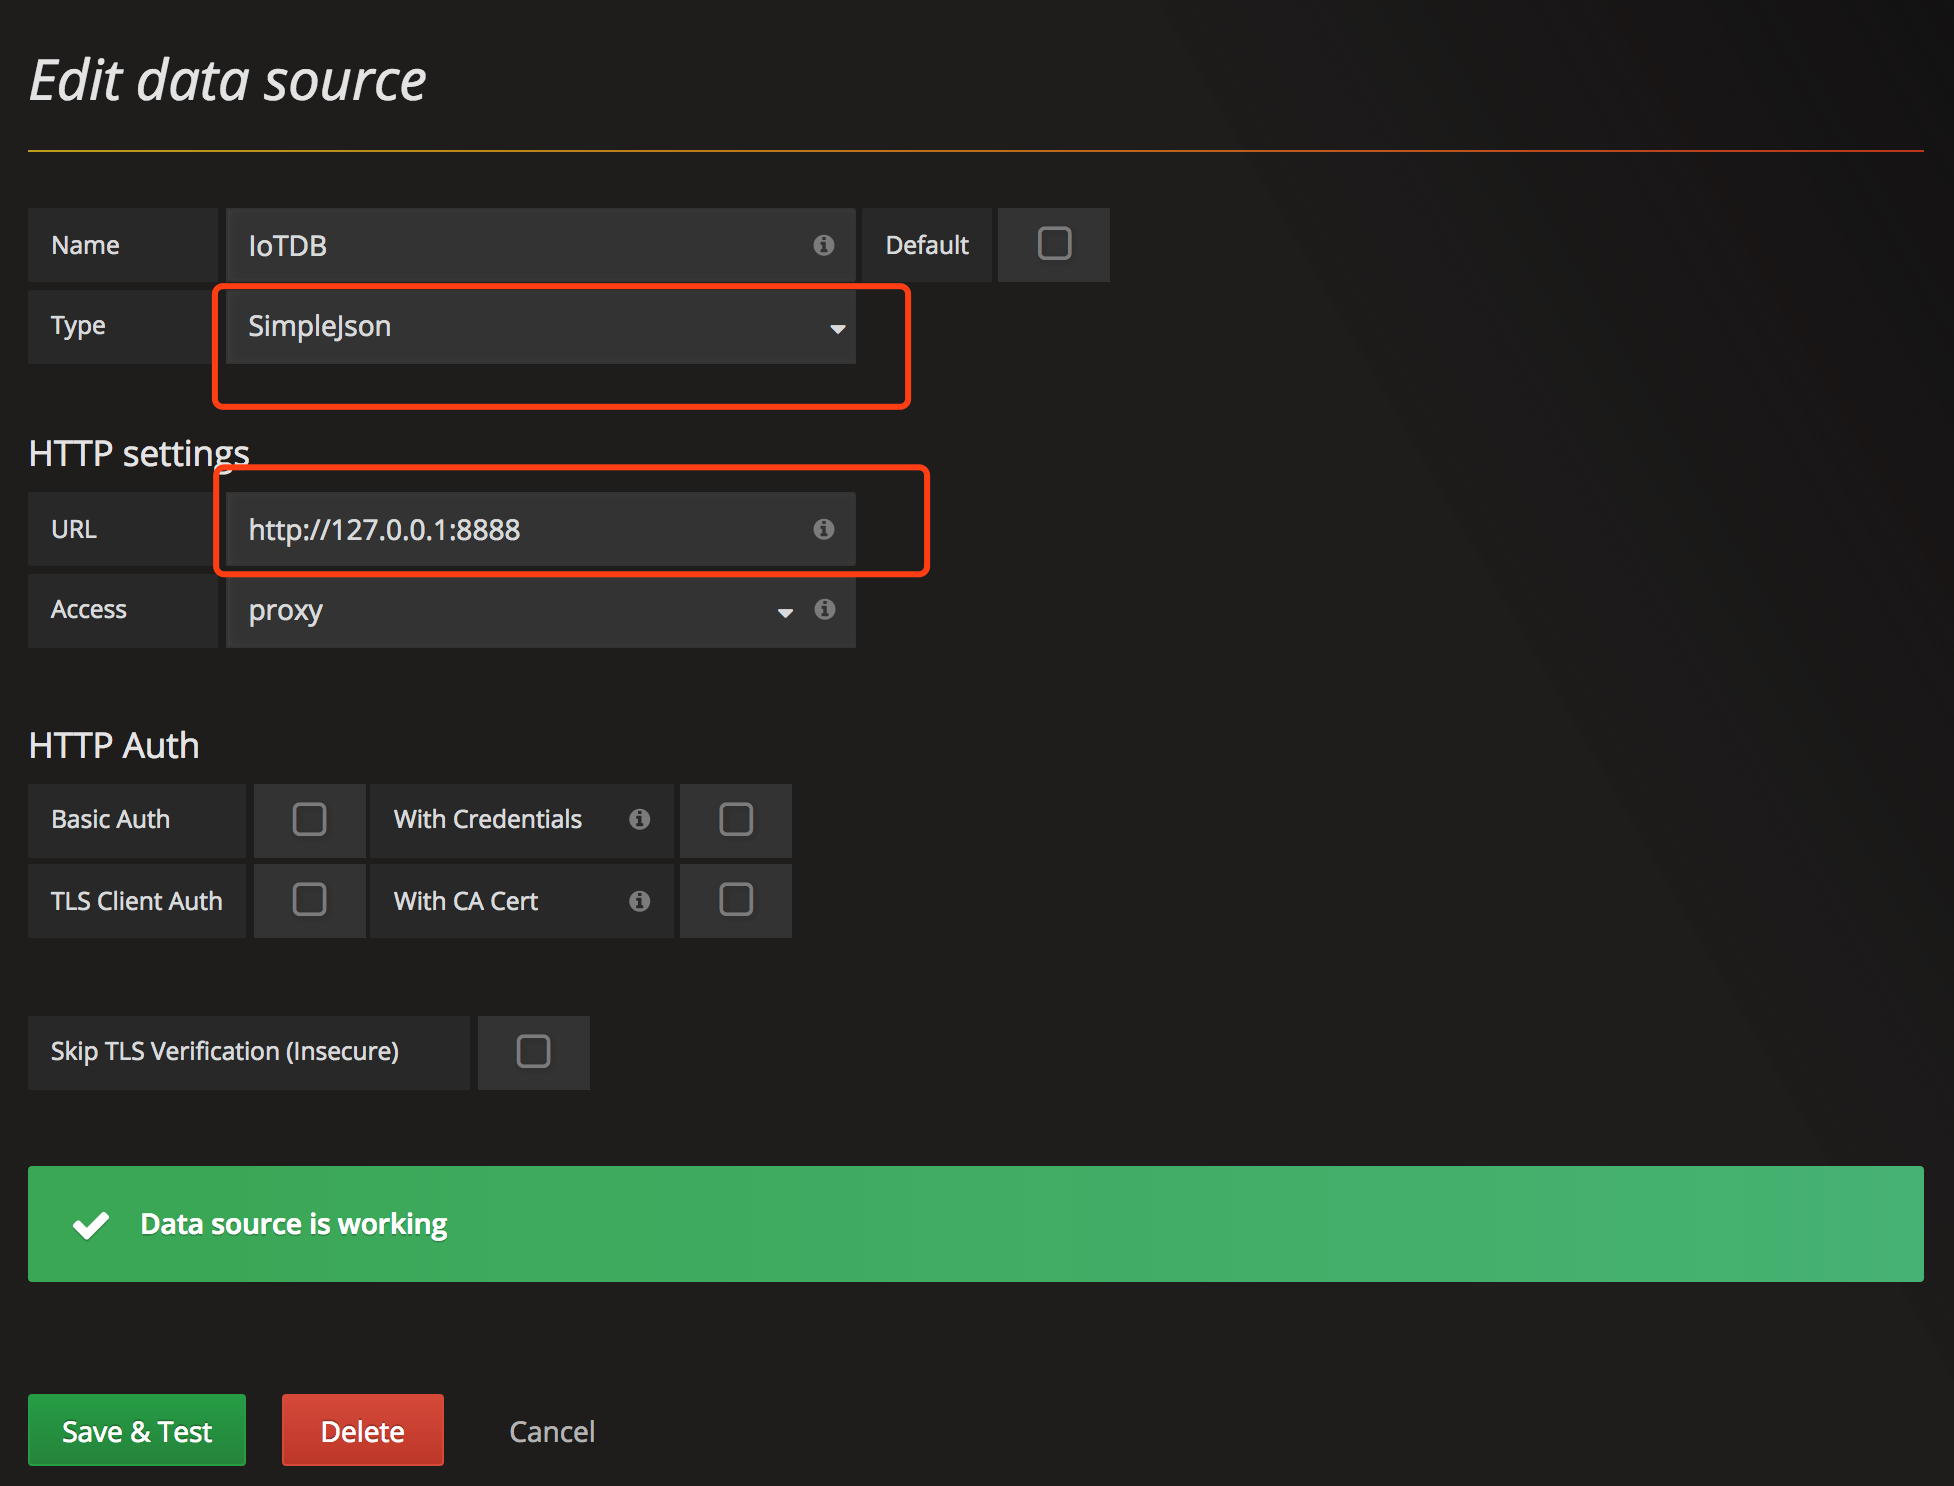 Edit data source
Name IoTDB Default
Type SimpleJson
HTTP settings
URL http://127.0.0.1:8888
Access proxy
HTTP Auth
Basic Auth With Credentials
TLS Client Auth With CA Cert
Skip TLS Verification (Insecure)
Data source is working
Save & Test Delete Cancel